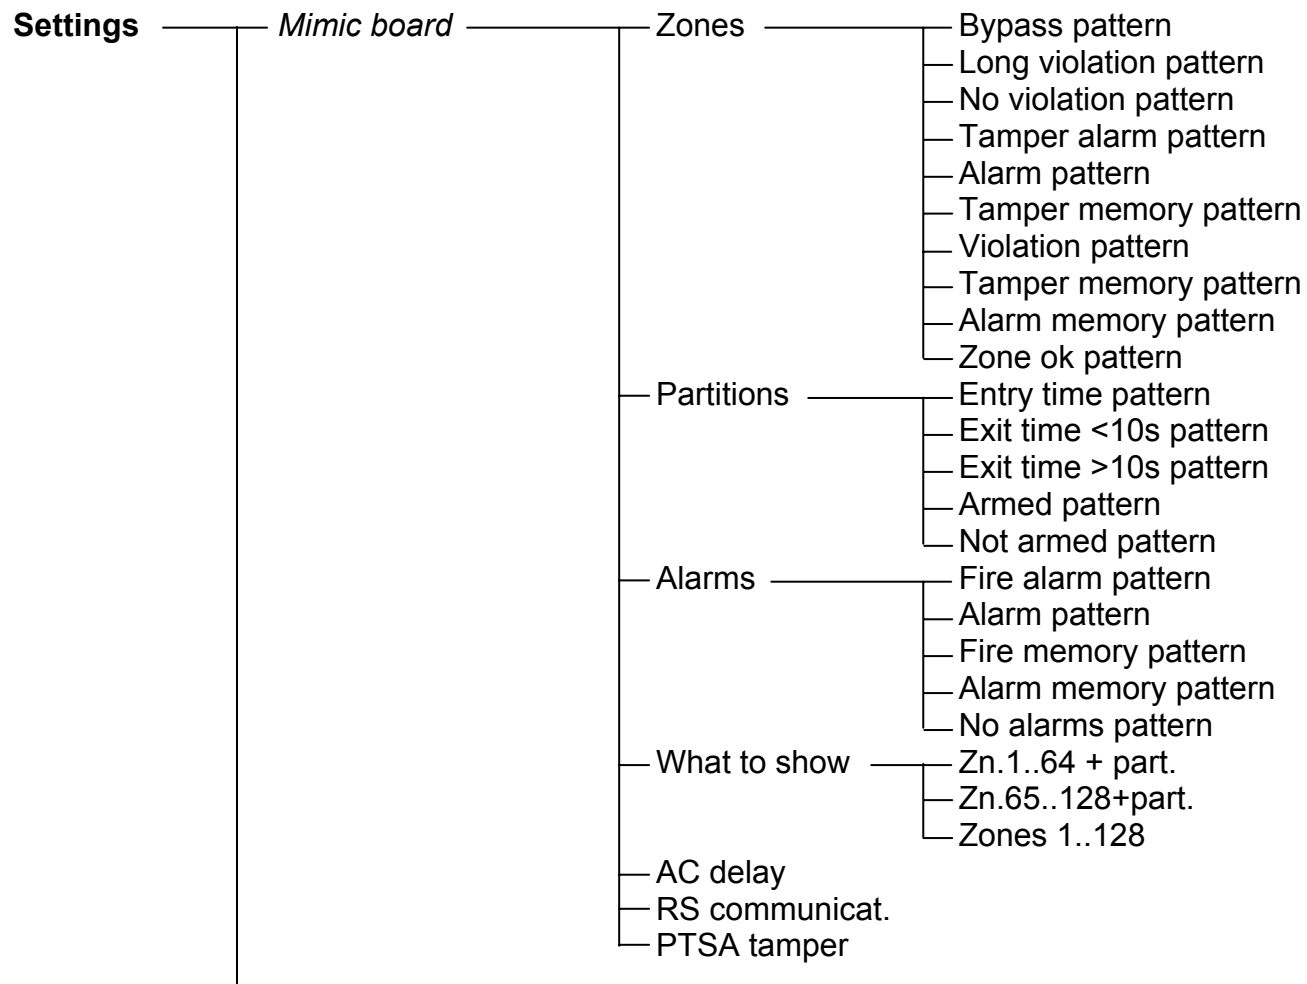 Settings Mimic board Zones Bypass pattern
Long violation pattern
No violation pattern
Tamper alarm pattern
Alarm pattern
Tamper memory pattern
Violation pattern
Tamper memory pattern
Alarm memory pattern
Zone ok pattern
Partitions Entry time pattern
Exit time <10s pattern
Exit time >10s pattern
Armed pattern
Not armed pattern
Alarms Fire alarm pattern
Alarm pattern
Fire memory pattern
Alarm memory pattern
No alarms pattern
What to show Zn.1..64 + part.
Zn.65..128+part.
Zones 1..128
AC delay
RS communicat.
PTSA tamper